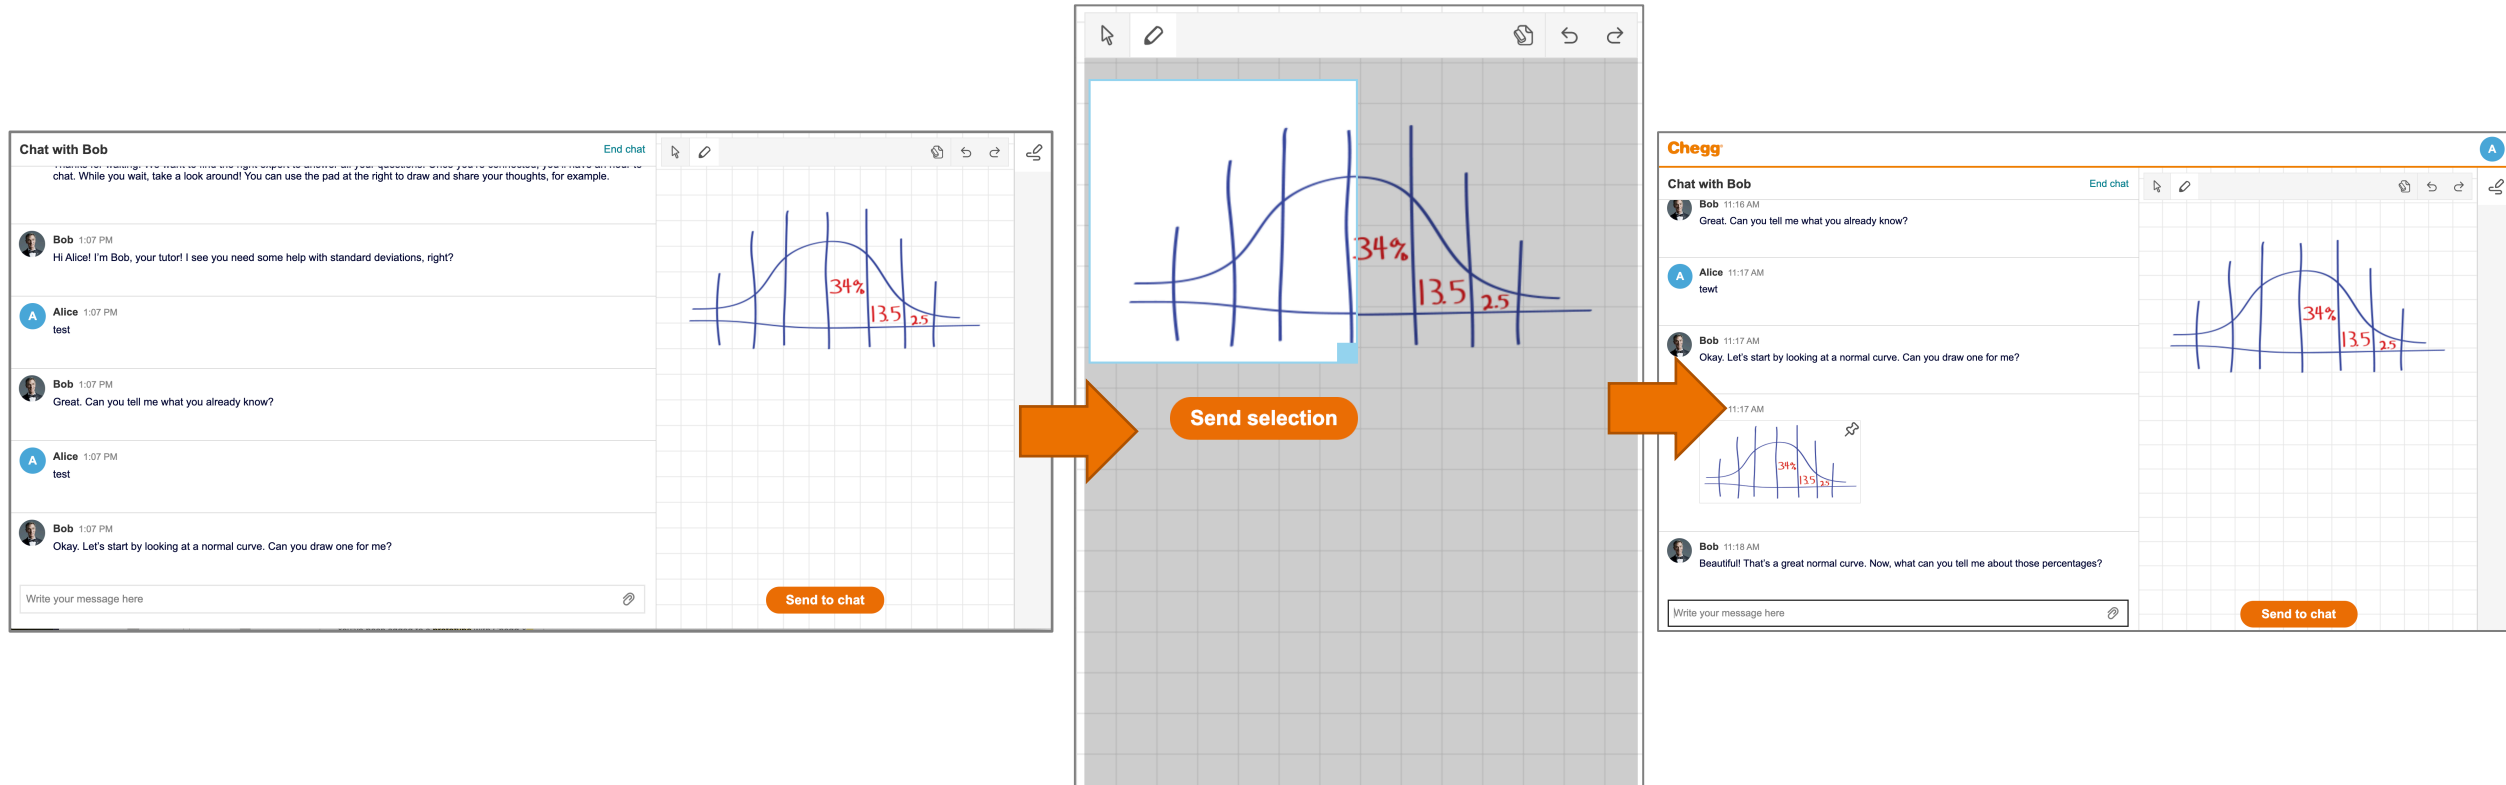 Chat with Bob
End chat
chat. While you wait, take a look around! You can use the pad at the right to draw and share your thoughts, for example.
Bob 1:07 PM
Hi Alice! I'm Bob, your tutor! I see you need some help with standard deviations, right?
A
Alice 1:07 PM
test
Bob 1:07 PM
Great. Can you tell me what you already know?
A
Alice 1:07 PM
test
Bob 1:07 PM
Okay. Let's start by looking at a normal curve. Can you draw one for me?
Write your message here
34%
13.5
2.5
Send to chat
34%
13.5
2.5
Send selection
Chegg
A
Chat with Bob
End chat
Bob 11:16 AM
Great. Can you tell me what you already know?
A
Alice 11:17 AM
tewt
Bob 11:17 AM
Okay. Let's start by looking at a normal curve. Can you draw one for me?
11:17 AM
34%
13.5
2.5
Bob 11:18 AM
Beautiful! That's a great normal curve. Now, what can you tell me about those percentages?
Write your message here
34%
13.5
2.5
Send to chat